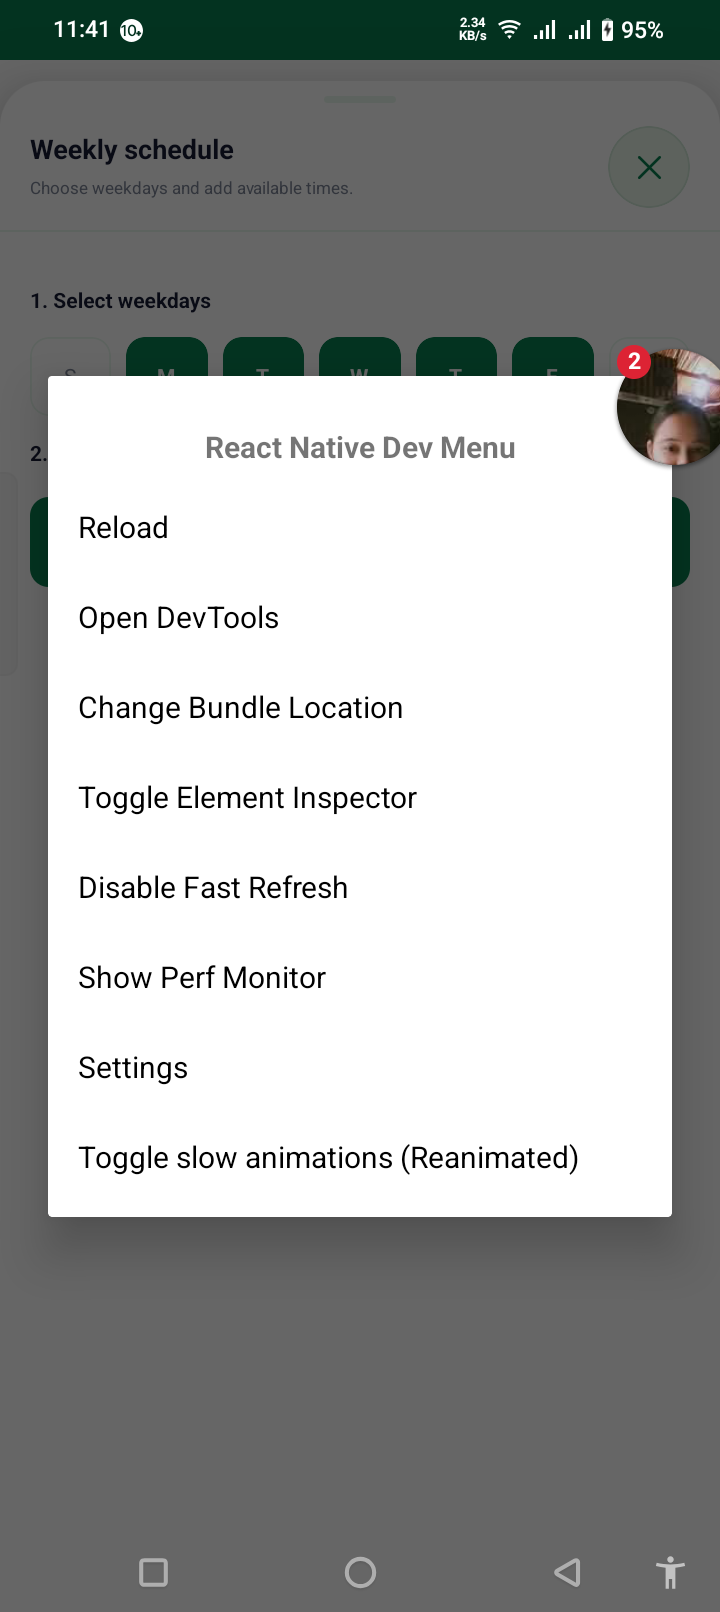 11:41
2.34
KB/s
95%
Weekly schedule
Choose weekdays and add available times.
1. Select weekdays
S M T W T F
2
2.
React Native Dev Menu
Reload
Open DevTools
Change Bundle Location
Toggle Element Inspector
Disable Fast Refresh
Show Perf Monitor
Settings
Toggle slow animations (Reanimated)